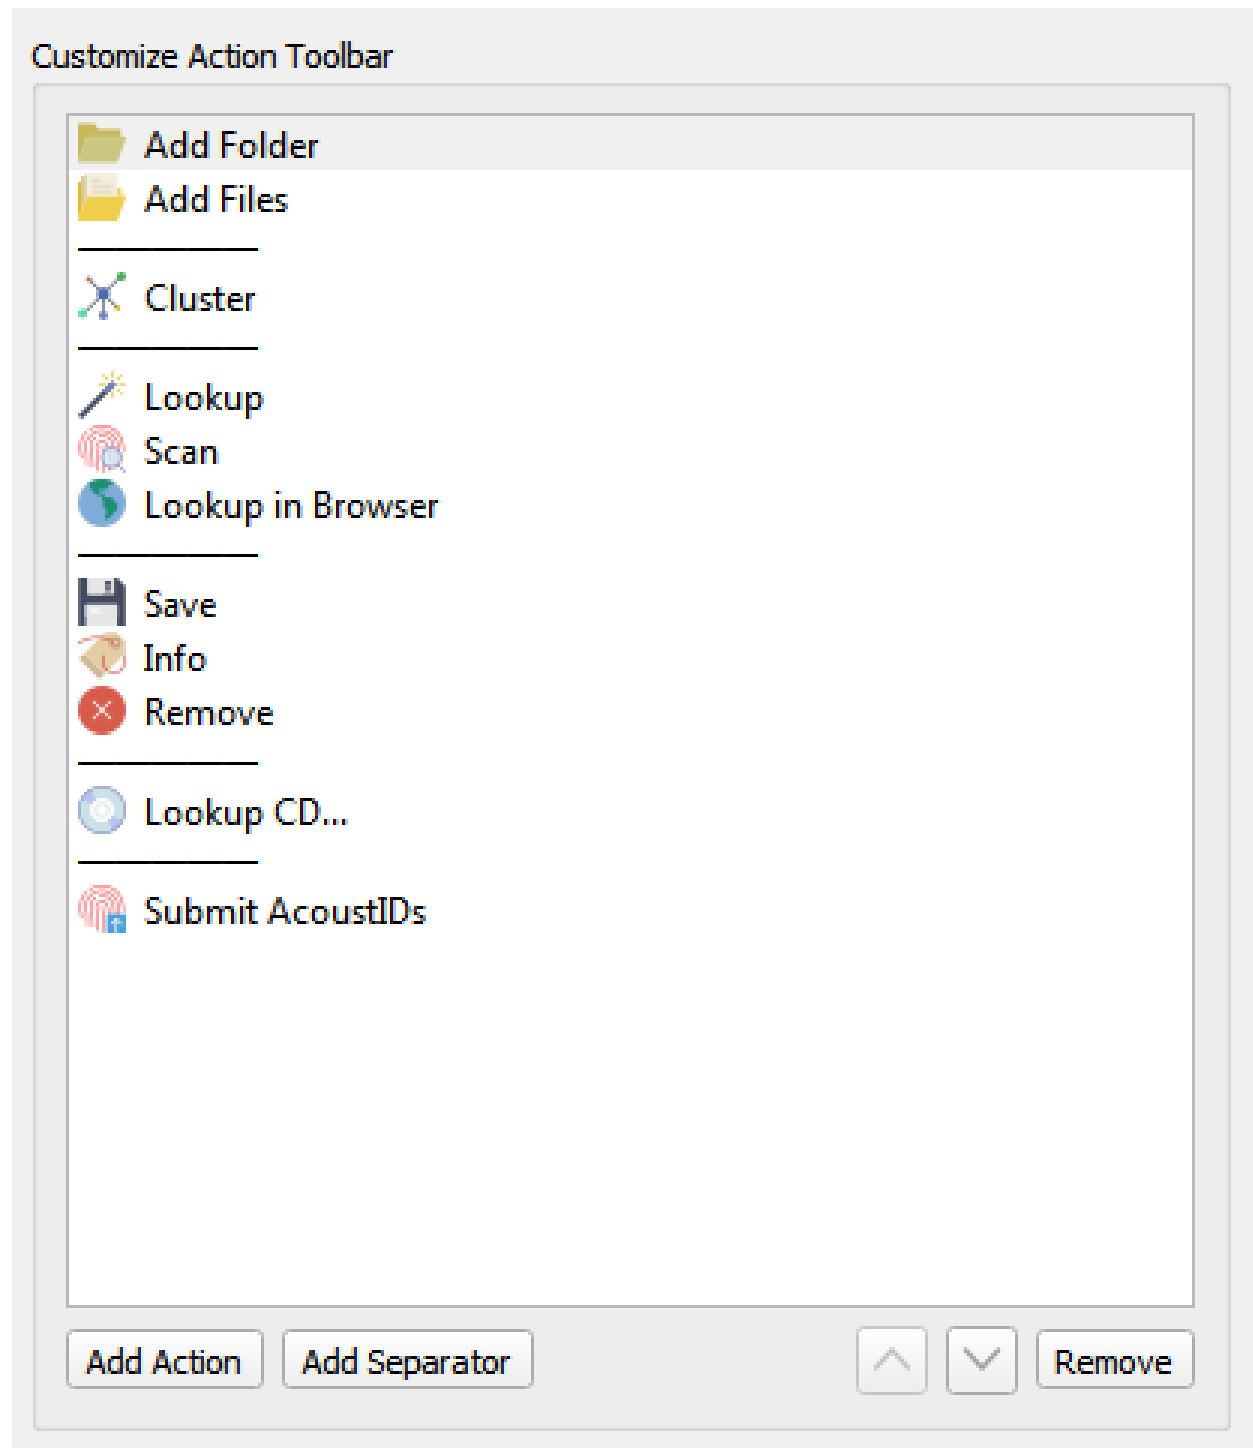 Customize Action Toolbar
Add Folder
Add Files
Cluster
Lookup
Scan
Lookup in Browser
Save
Info
Remove
Lookup CD...
Submit AcoustIDs
Add Action Add Separator Remove